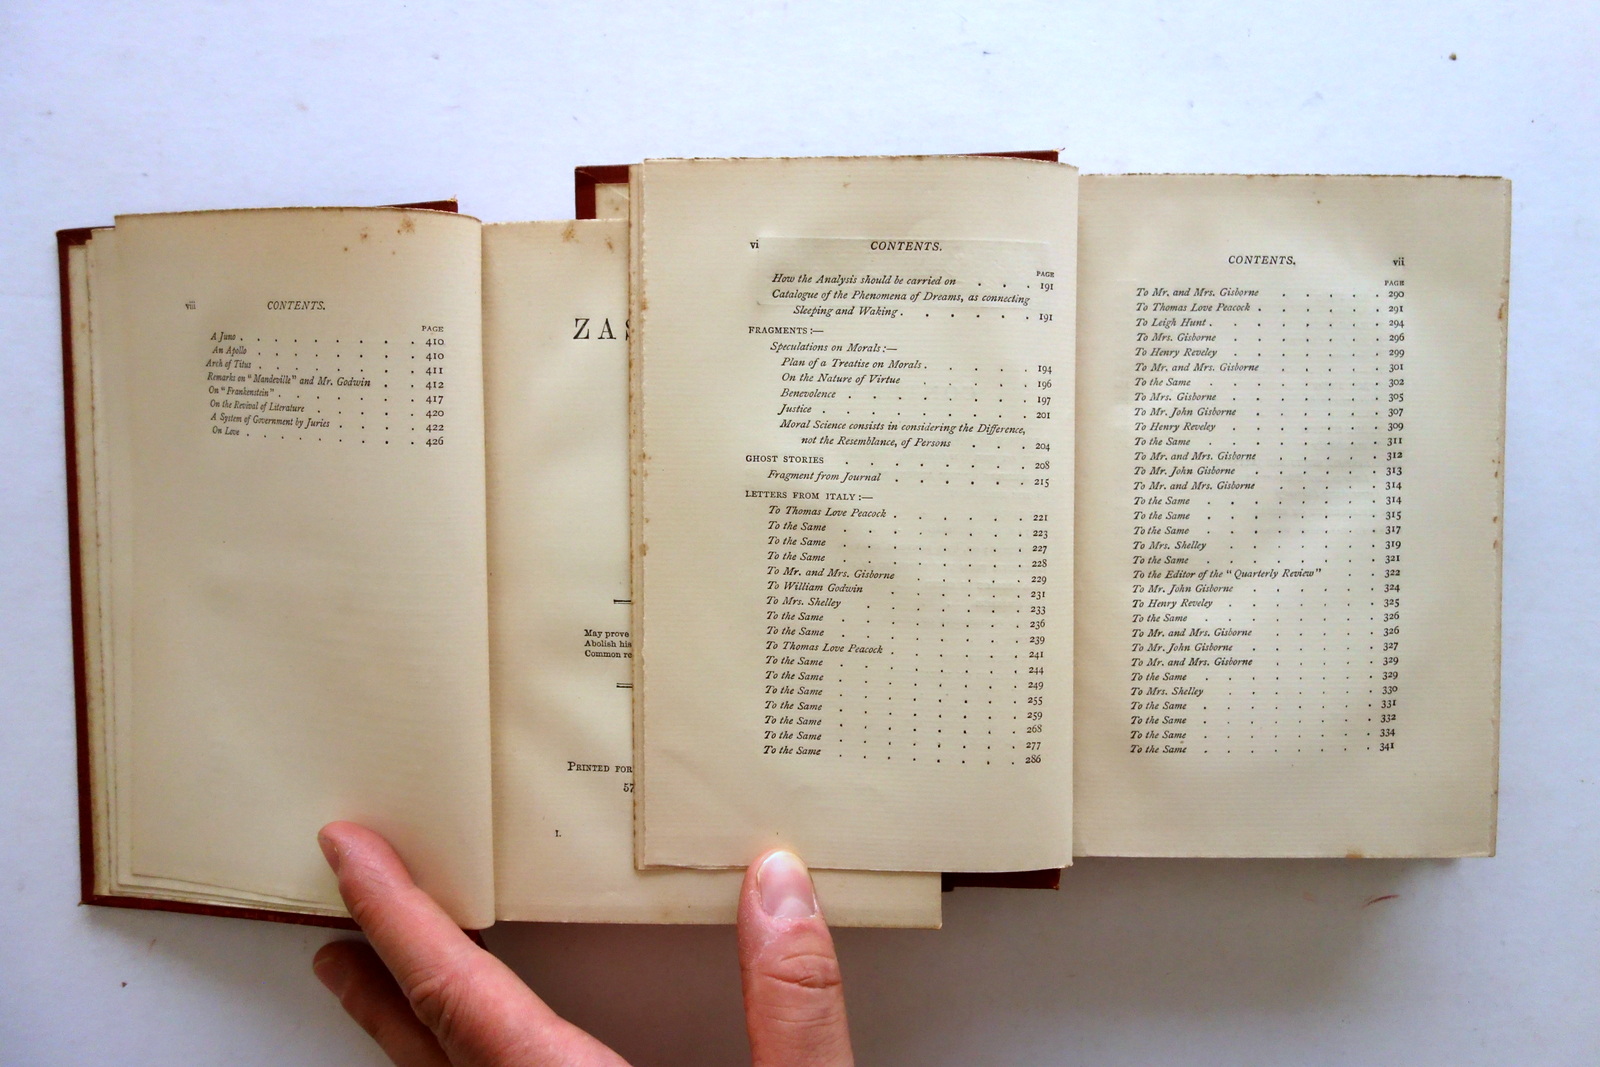 viii CONTENTS.
PAGE
A Juno . . . . . . . . . 410
An Apollo . . . . . . . . 410
Arch of Titus . . . . . . . . 411
Remarks on "Mandeville" and Mr. Godwin . . 412
On "Frankenstein" . . . . . . . 417
On the Revival of Literature . . . . . 420
A System of Government by Juries . . . . 422
On Love . . . . . . . . . 426
ZAS
May prove
Abolish his
Common re
PRINTED FOR
57
I.
vi CONTENTS.
PAGE
How the Analysis should be carried on . . . 191
Catalogue of the Phenomena of Dreams, as connecting
Sleeping and Waking . . . . . . 191
FRAGMENTS :—
Speculations on Morals :—
Plan of a Treatise on Morals . . . . . 194
On the Nature of Virtue . . . . . 196
Benevolence . . . . . . . 197
Justice . . . . . . . . 201
Moral Science consists in considering the Difference,
not the Resemblance, of Persons . . . 204
GHOST STORIES . . . . . . . 208
Fragment from Journal . . . . . 215
LETTERS FROM ITALY :—
To Thomas Love Peacock . . . . . . 221
To the Same . . . . . . . 223
To the Same . . . . . . . 227
To the Same . . . . . . . 228
To Mr. and Mrs. Gisborne . . . . . 229
To William Godwin . . . . . . 231
To Mrs. Shelley . . . . . . 233
To the Same . . . . . . . 236
To the Same . . . . . . . 239
To Thomas Love Peacock . . . . . . 241
To the Same . . . . . . . 244
To the Same . . . . . . . 249
To the Same . . . . . . . 255
To the Same . . . . . . . 259
To the Same . . . . . . . 268
To the Same . . . . . . . 277
To the Same . . . . . . . 286
CONTENTS. vii
PAGE
To Mr. and Mrs. Gisborne . . . . . 290
To Thomas Love Peacock . . . . . . 291
To Leigh Hunt . . . . . . . 294
To Mrs. Gisborne . . . . . . 296
To Henry Reveley . . . . . . 299
To Mr. and Mrs. Gisborne . . . . . 301
To the Same . . . . . . . 302
To Mrs. Gisborne . . . . . . 305
To Mr. John Gisborne . . . . . . 307
To Henry Reveley . . . . . . 309
To the Same . . . . . . . 311
To Mr. and Mrs. Gisborne . . . . . 312
To Mr. John Gisborne . . . . . . 313
To Mr. and Mrs. Gisborne . . . . . 314
To the Same . . . . . . . 314
To the Same . . . . . . . 315
To the Same . . . . . . . 317
To Mrs. Shelley . . . . . . 319
To the Same . . . . . . . 321
To the Editor of the "Quarterly Review" . . 322
To Mr. John Gisborne . . . . . . 324
To Henry Reveley . . . . . . 325
To the Same . . . . . . . 326
To Mr. and Mrs. Gisborne . . . . . 326
To Mr. John Gisborne . . . . . . 327
To Mr. and Mrs. Gisborne . . . . . 329
To the Same . . . . . . . 329
To Mrs. Shelley . . . . . . 330
To the Same . . . . . . . 331
To the Same . . . . . . . 332
To the Same . . . . . . . 334
To the Same . . . . . . . 341